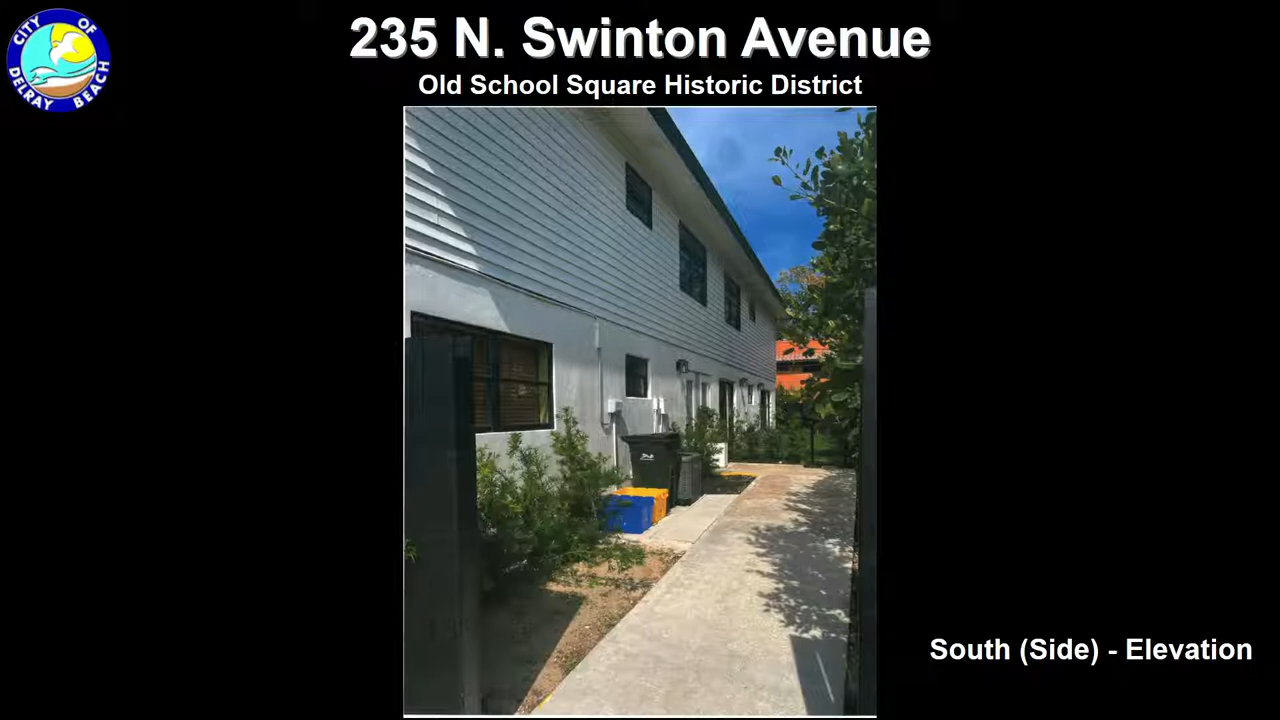 CITY OF
DELRAY BEACH
235 N. Swinton Avenue
Old School Square Historic District
South (Side) - Elevation